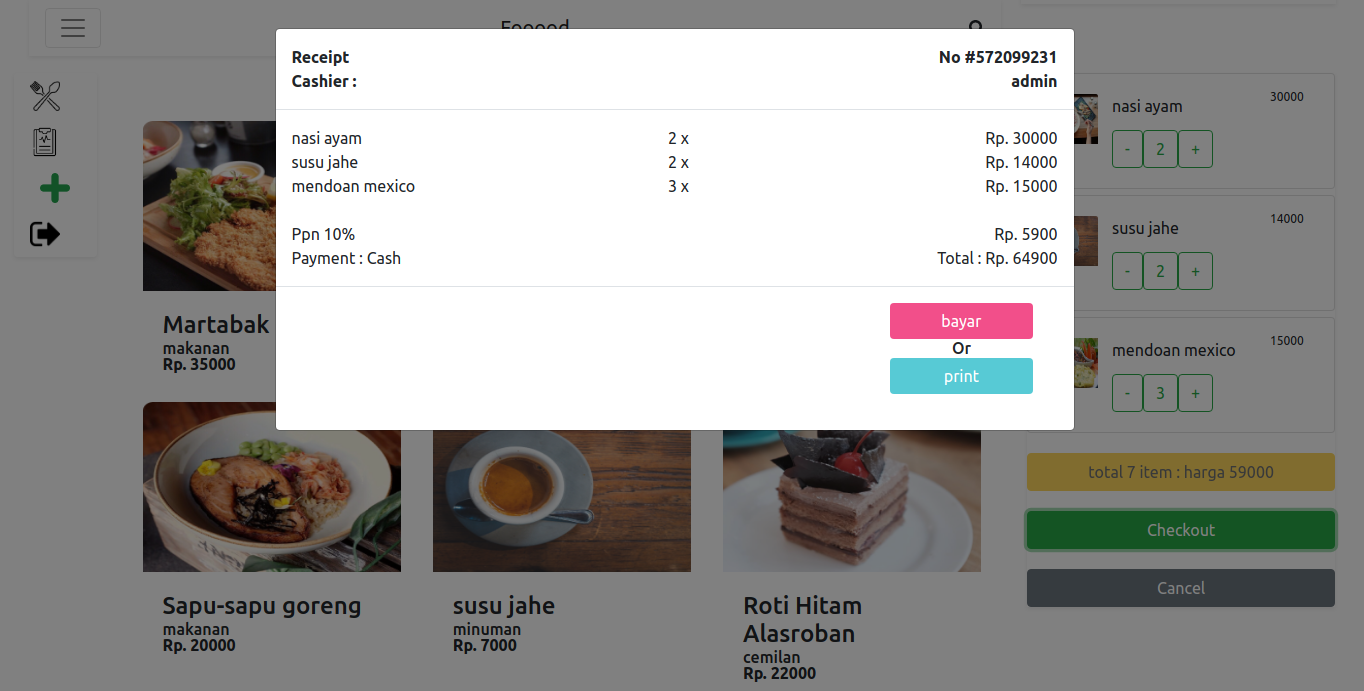 Receipt No #572099231
Cashier : admin
nasi ayam 2 x Rp. 30000
susu jahe 2 x Rp. 14000
mendoan mexico 3 x Rp. 15000
Ppn 10% Rp. 5900
Payment : Cash Total : Rp. 64900
bayar
Or
print
Martabak
makanan
Rp. 35000
Sapu-sapu goreng
makanan
Rp. 20000
susu jahe
minuman
Rp. 7000
Roti Hitam
Alasroban
cemilan
Rp. 22000
nasi ayam 30000
- 2 +
susu jahe 14000
- 2 +
mendoan mexico 15000
- 3 +
total 7 item : harga 59000
Checkout
Cancel